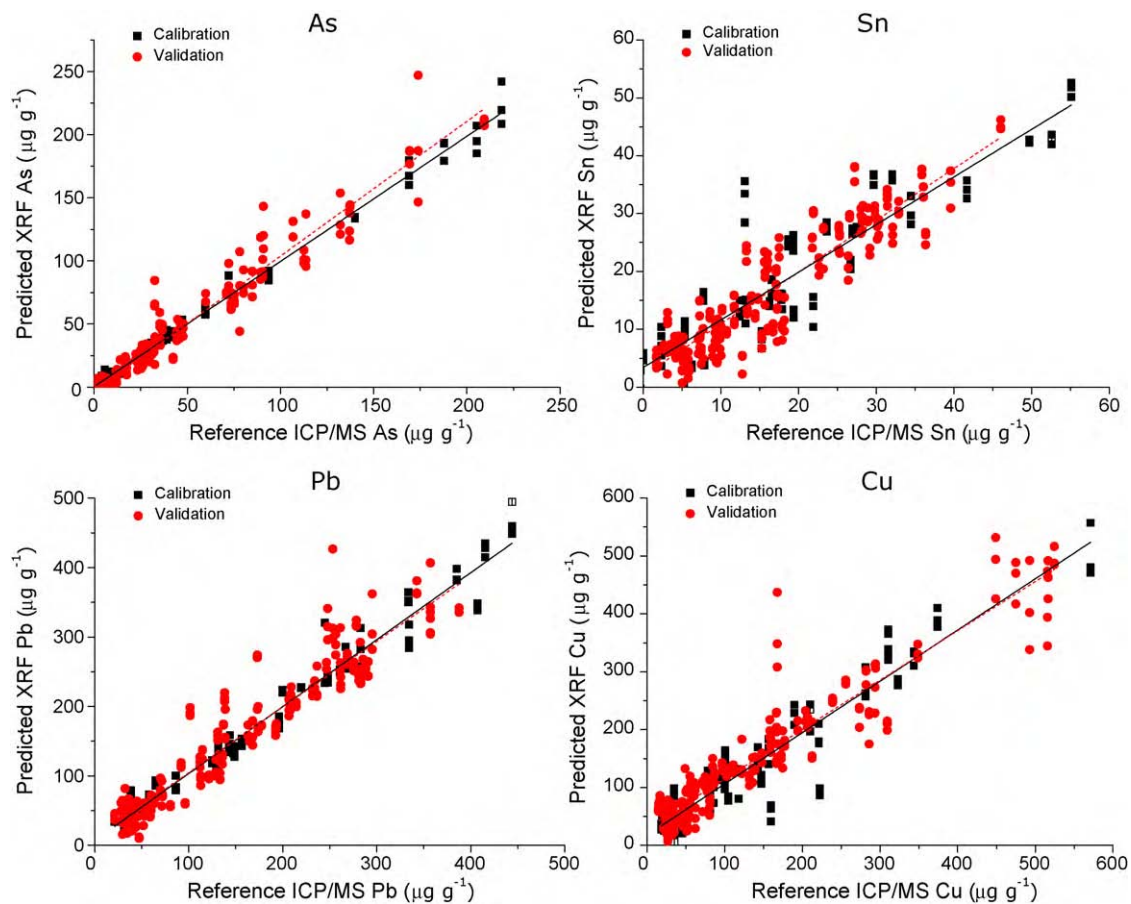 As
Calibration
Validation
250
200
150
100
50
0
0 50 100 150 200 250
Predicted XRF As (µg g⁻¹)
Reference ICP/MS As (µg g⁻¹)
Sn
Calibration
Validation
60
50
40
30
20
10
0
0 10 20 30 40 50 60
Predicted XRF Sn (µg g⁻¹)
Reference ICP/MS Sn (µg g⁻¹)
Pb
Calibration
Validation
500
400
300
200
100
0
0 100 200 300 400 500
Predicted XRF Pb (µg g⁻¹)
Reference ICP/MS Pb (µg g⁻¹)
Cu
Calibration
Validation
600
500
400
300
200
100
0
0 100 200 300 400 500 600
Predicted XRF Cu (µg g⁻¹)
Reference ICP/MS Cu (µg g⁻¹)